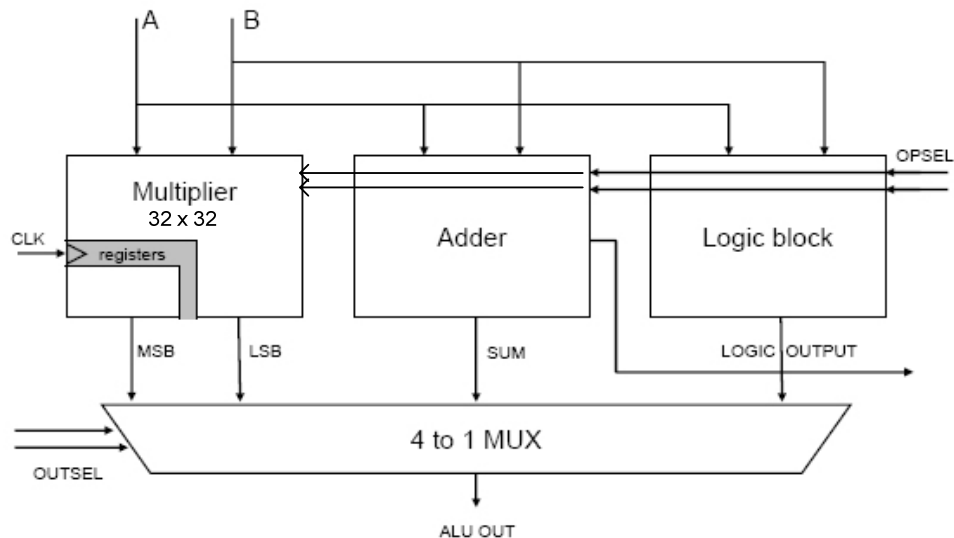 A
B
OPSEL
Multiplier
32 x 32
CLK
registers
Adder
Logic block
MSB
LSB
SUM
LOGIC OUTPUT
4 to 1 MUX
OUTSEL
ALU OUT